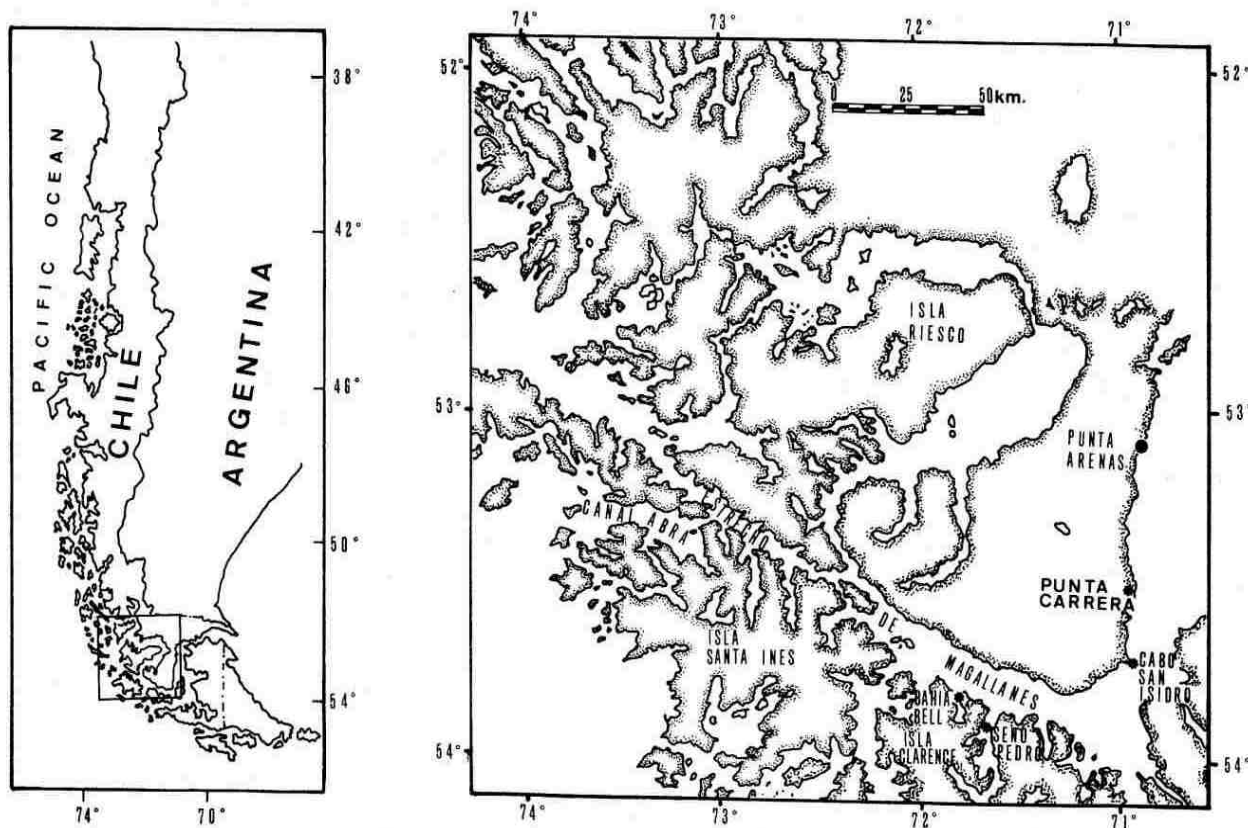 PACIFIC OCEAN
CHILE
ARGENTINA
38°
42°
46°
50°
54°
74° 70°
74° 73° 72° 71°
52° 52°
0 25 50km.
ISLA
RIESCO
53° 53°
PUNTA
ARENAS
CANAL ABRA
ESTRECHO
DE
MAGALLANES
PUNTA
CARRERA
ISLA
SANTA INES
CABO
SAN
ISIDRO
BAHIA
BELL
ISLA
CLARENCE
SENO
PEDRO
54° 54°
74° 73° 72° 71°